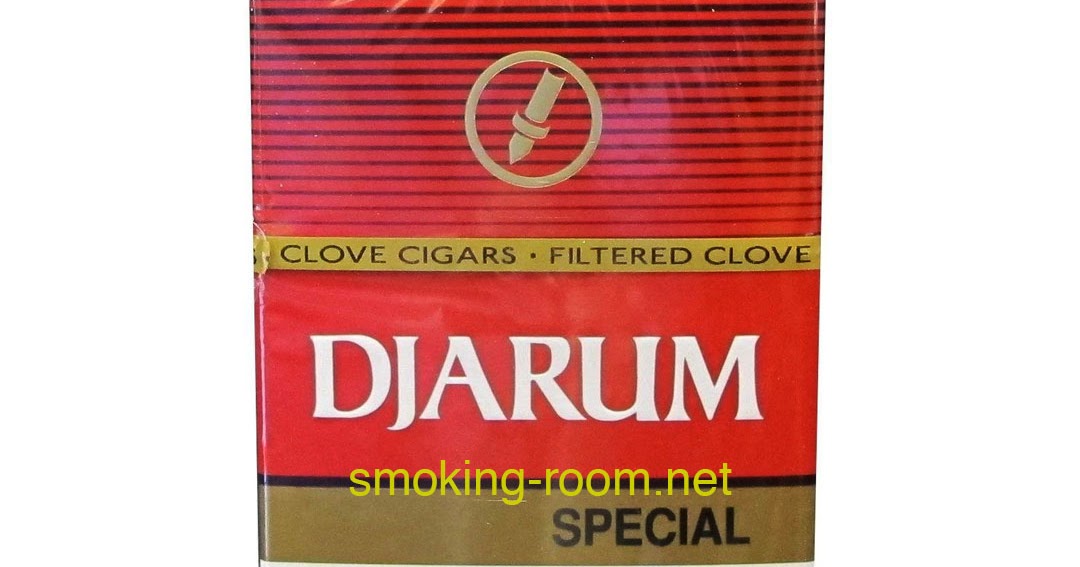 CLOVE CIGARS · FILTERED CLOVE
DJARUM
smoking-room.net
SPECIAL